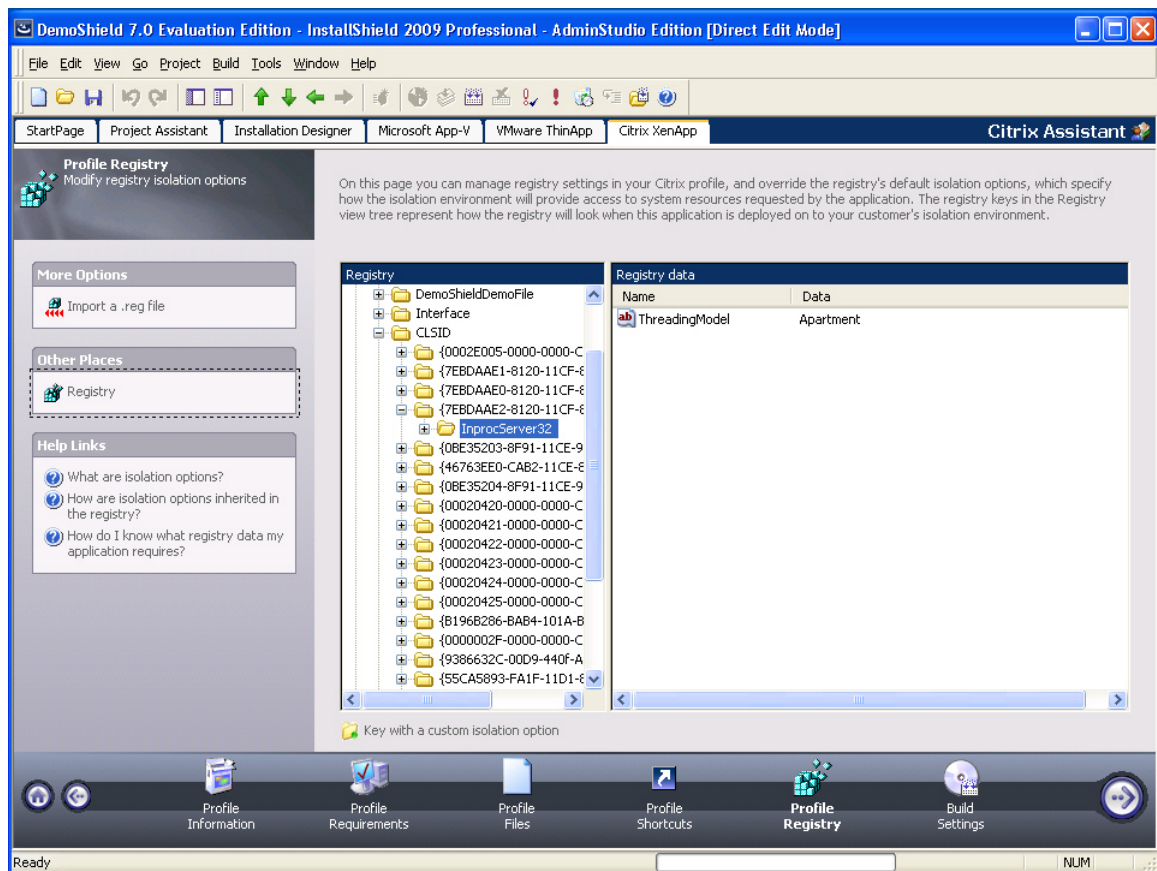 DemoShield 7.0 Evaluation Edition - InstallShield 2009 Professional - AdminStudio Edition [Direct Edit Mode]
File Edit View Go Project Build Tools Window Help
StartPage Project Assistant Installation Designer Microsoft App-V VMware ThinApp Citrix XenApp Citrix Assistant
Profile Registry
Modify registry isolation options
On this page you can manage registry settings in your Citrix profile, and override the registry's default isolation options, which specify
how the isolation environment will provide access to system resources requested by the application. The registry keys in the Registry
view tree represent how the registry will look when this application is deployed on to your customer's isolation environment.
More Options
Import a .reg file
Other Places
Registry
Help Links
What are isolation options?
How are isolation options inherited in
the registry?
How do I know what registry data my
application requires?
Registry
DemoShieldDemoFile
Interface
CLSID
{0002E005-0000-0000-C
{7EBDAAE1-8120-11CF-8
{7EBDAAE0-8120-11CF-8
{7EBDAAE2-8120-11CF-8
InprocServer32
{0BE35203-8F91-11CE-9
{46763EE0-CAB2-11CE-8
{0BE35204-8F91-11CE-9
{00020420-0000-0000-C
{00020421-0000-0000-C
{00020422-0000-0000-C
{00020423-0000-0000-C
{00020424-0000-0000-C
{00020425-0000-0000-C
{B196B286-BAB4-101A-B
{0000002F-0000-0000-C
{9386632C-00D9-440f-A
{55CA5893-FA1F-11D1-8
Registry data
Name Data
ab ThreadingModel Apartment
Key with a custom isolation option
Profile
Information
Profile
Requirements
Profile
Files
Profile
Shortcuts
Profile
Registry
Build
Settings
Ready NUM